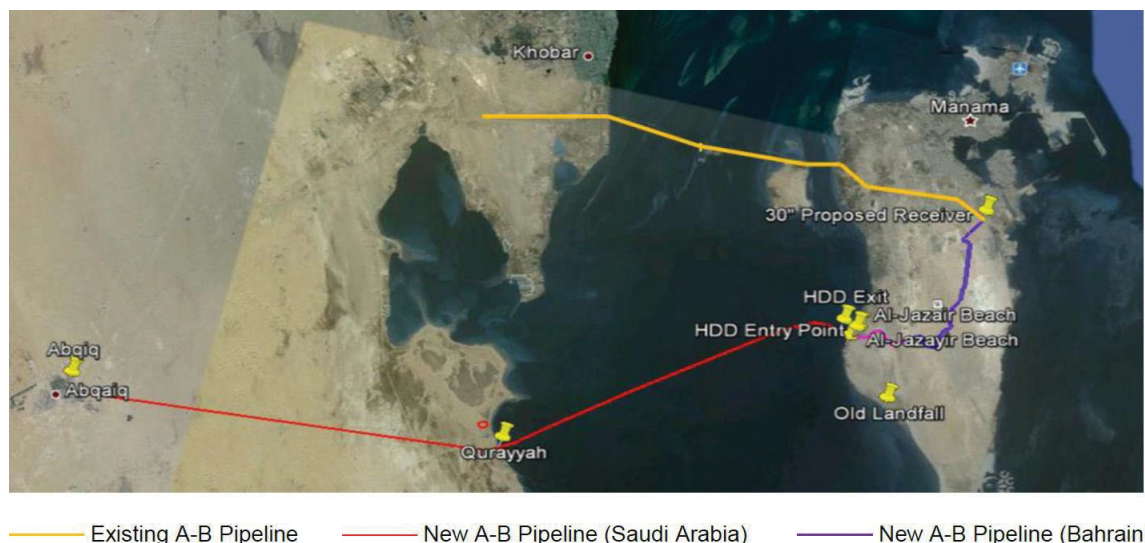 Khobar
Manama
30" Proposed Receiver
HDD Exit
Al-Jazair Beach
HDD Entry Point
Al-Jazayir Beach
Abqiq
Abqaiq
Old Landfall
Qurayyah
Existing A-B Pipeline
New A-B Pipeline (Saudi Arabia)
New A-B Pipeline (Bahrain